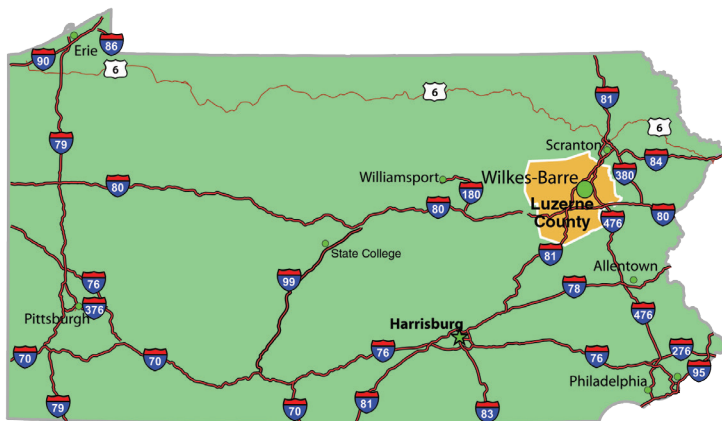 86
Erie
90
6
6
81
6
79
Scranton
84
380
Williamsport
Wilkes-Barre
80
180
Luzerne
County
80
80
476
State College
81
Allentown
76
99
78
376
Pittsburgh
476
Harrisburg
70
70
76
76
276
95
Philadelphia
79
81
70
83